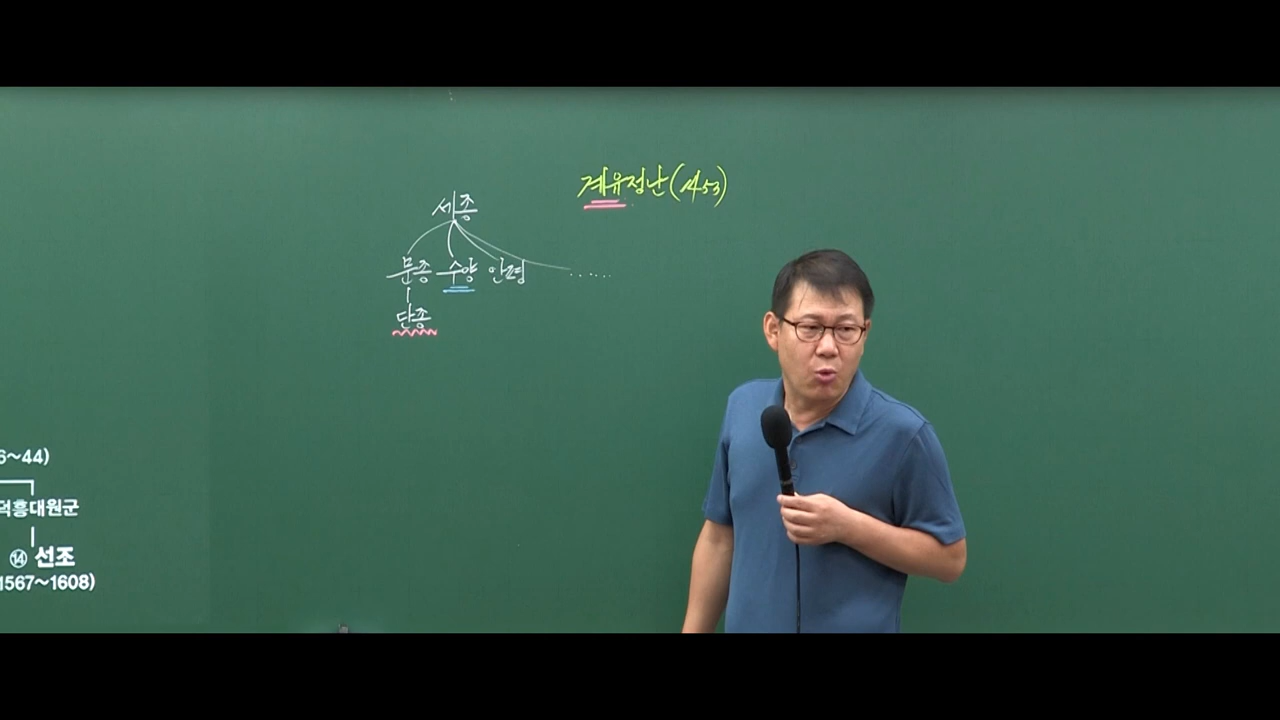 계유정난(1453)
세종
문종 수양 안평 ······
단종
6~44)
덕흥대원군
⑭ 선조
1567~1608)